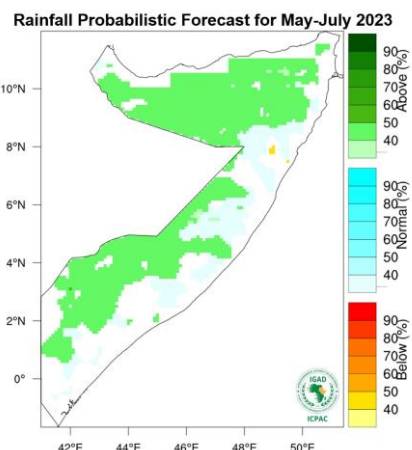 Rainfall Probabilistic Forecast for May-July 2023
10°N
8°N
6°N
4°N
2°N
0°
42°E 44°E 46°E 48°E 50°E
90
80
70
60
50
40
Above (%)
90
80
70
60
50
40
Normal (%)
90
80
70
60
50
40
Below (%)
IGAD
ICPAC